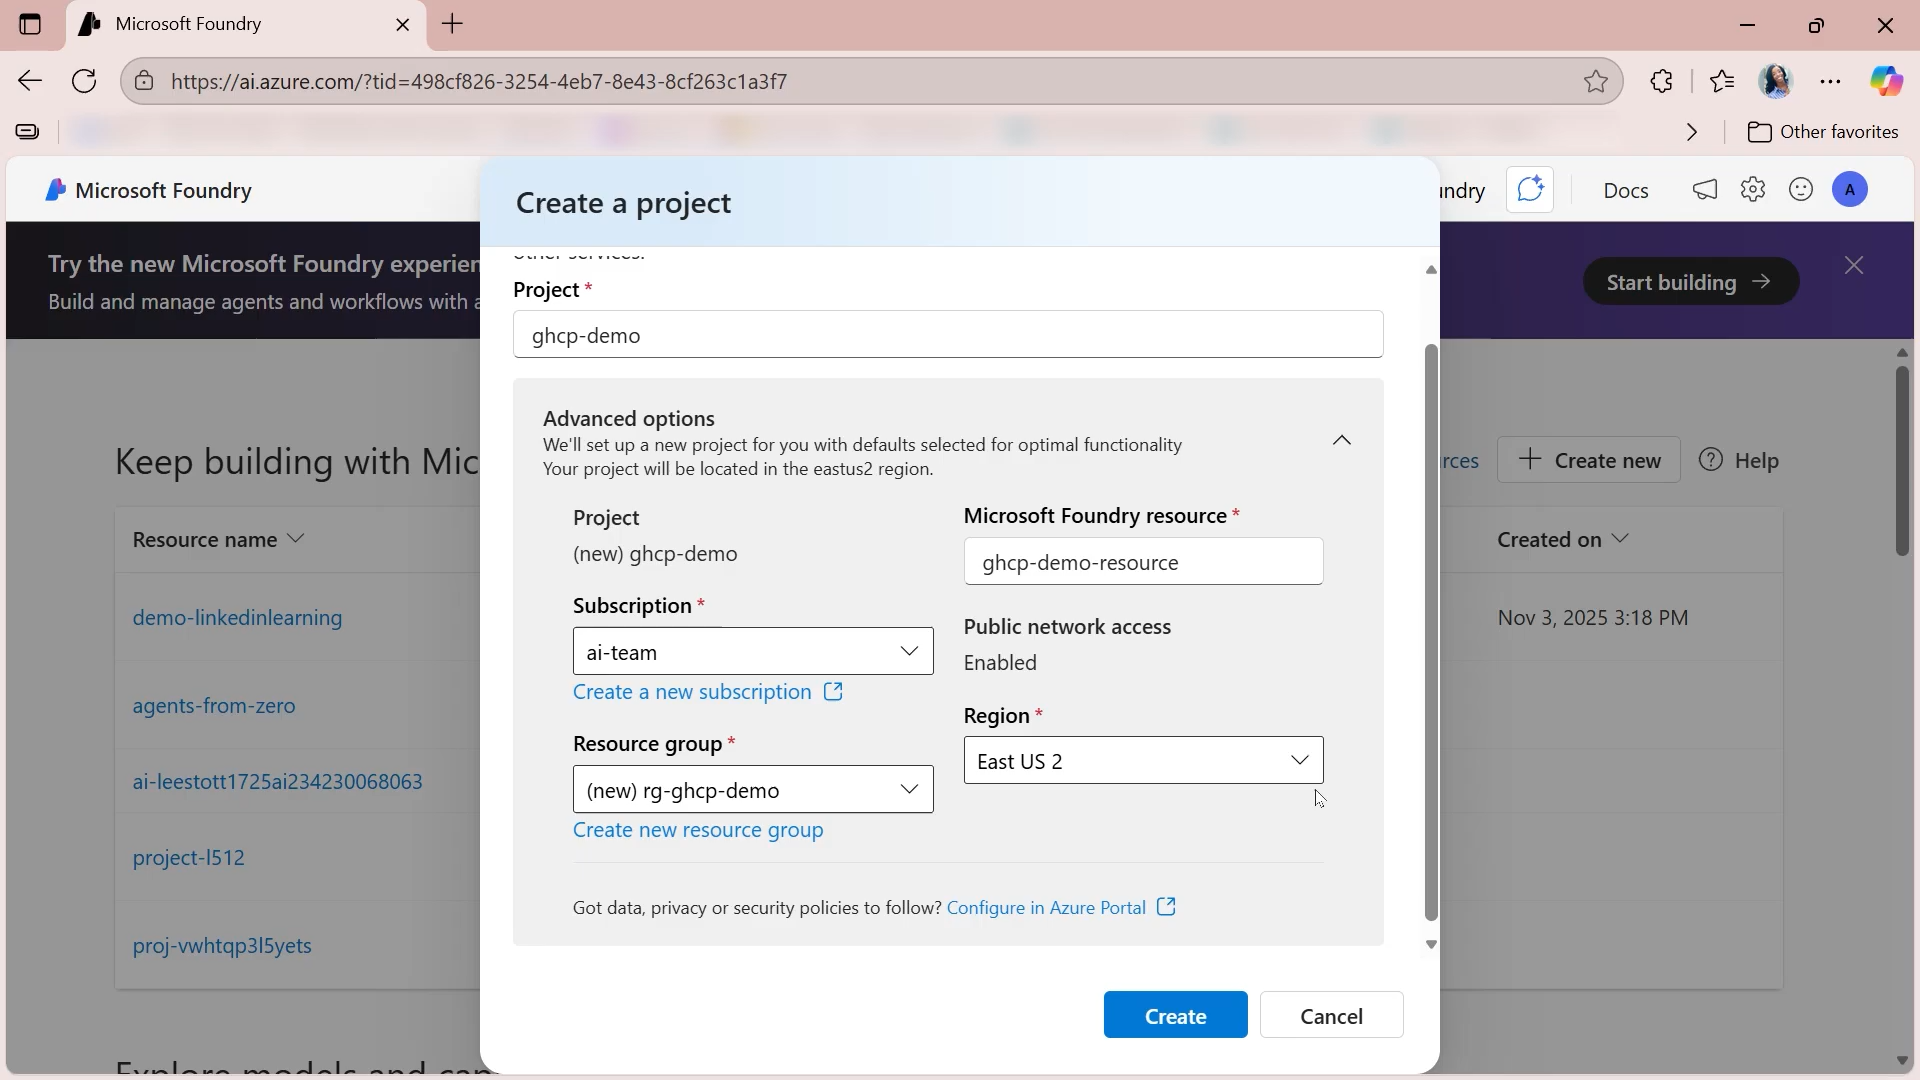 Microsoft Foundry
https://ai.azure.com/?tid=498cf826-3254-4eb7-8e43-8cf263c1a3f7
Other favorites
Microsoft Foundry
undry
Docs
A
Try the new Microsoft Foundry experien
Build and manage agents and workflows with a
Start building
Keep building with Mic
rces
Create new
Help
Resource name
Created on
demo-linkedinlearning
Nov 3, 2025 3:18 PM
agents-from-zero
ai-leestott1725ai234230068063
project-l512
proj-vwhtqp3l5yets
Create a project
other services.
Project *
ghcp-demo
Advanced options
We'll set up a new project for you with defaults selected for optimal functionality
Your project will be located in the eastus2 region.
Project
(new) ghcp-demo
Microsoft Foundry resource *
ghcp-demo-resource
Subscription *
ai-team
Create a new subscription
Public network access
Enabled
Resource group *
(new) rg-ghcp-demo
Create new resource group
Region *
East US 2
Got data, privacy or security policies to follow? Configure in Azure Portal
Create
Cancel
Explore models and cap